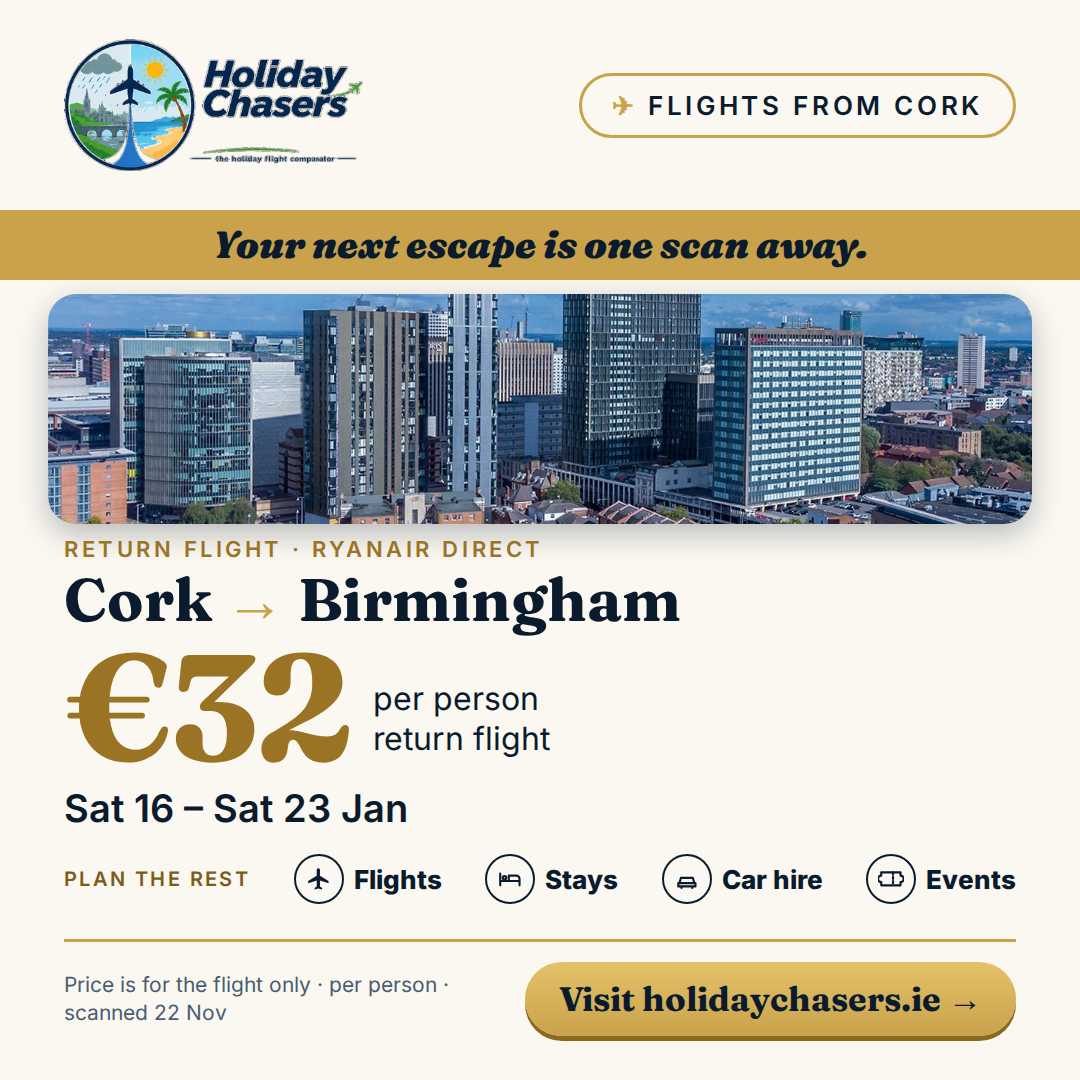 Holiday
Chasers
the holiday flight comparator
✈ FLIGHTS FROM CORK
Your next escape is one scan away.
RETURN FLIGHT · RYANAIR DIRECT
Cork → Birmingham
€32
per person
return flight
Sat 16 – Sat 23 Jan
PLAN THE REST Flights Stays Car hire Events
Price is for the flight only · per person ·
scanned 22 Nov
Visit holidaychasers.ie →